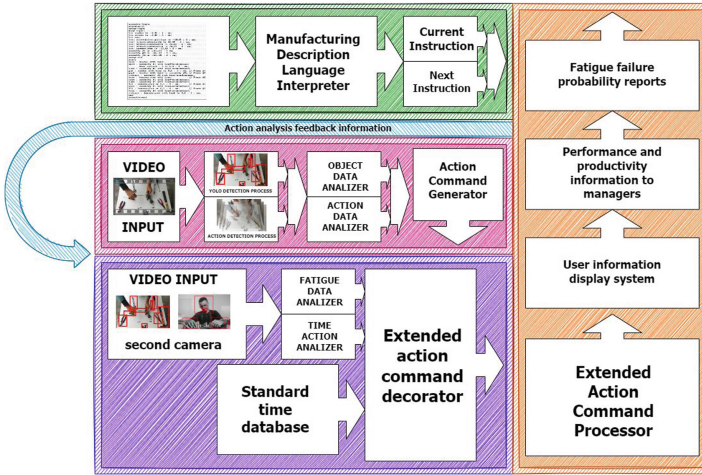 Manufacturing
Description
Language
Interpreter
Current
Instruction
Next
Instruction
Action analysis feedback information
VIDEO
INPUT
YOLO DETECTION PROCESS
ACTION DETECTION PROCESS
OBJECT
DATA
ANALIZER
ACTION
DATA
ANALIZER
Action
Command
Generator
VIDEO INPUT
second camera
FATIGUE
DATA
ANALIZER
TIME
ACTION
ANALIZER
Standard
time
database
Extended
action
command
decorator
Fatigue failure
probability reports
Performance and
productivity
information to
managers
User information
display system
Extended
Action
Command
Processor